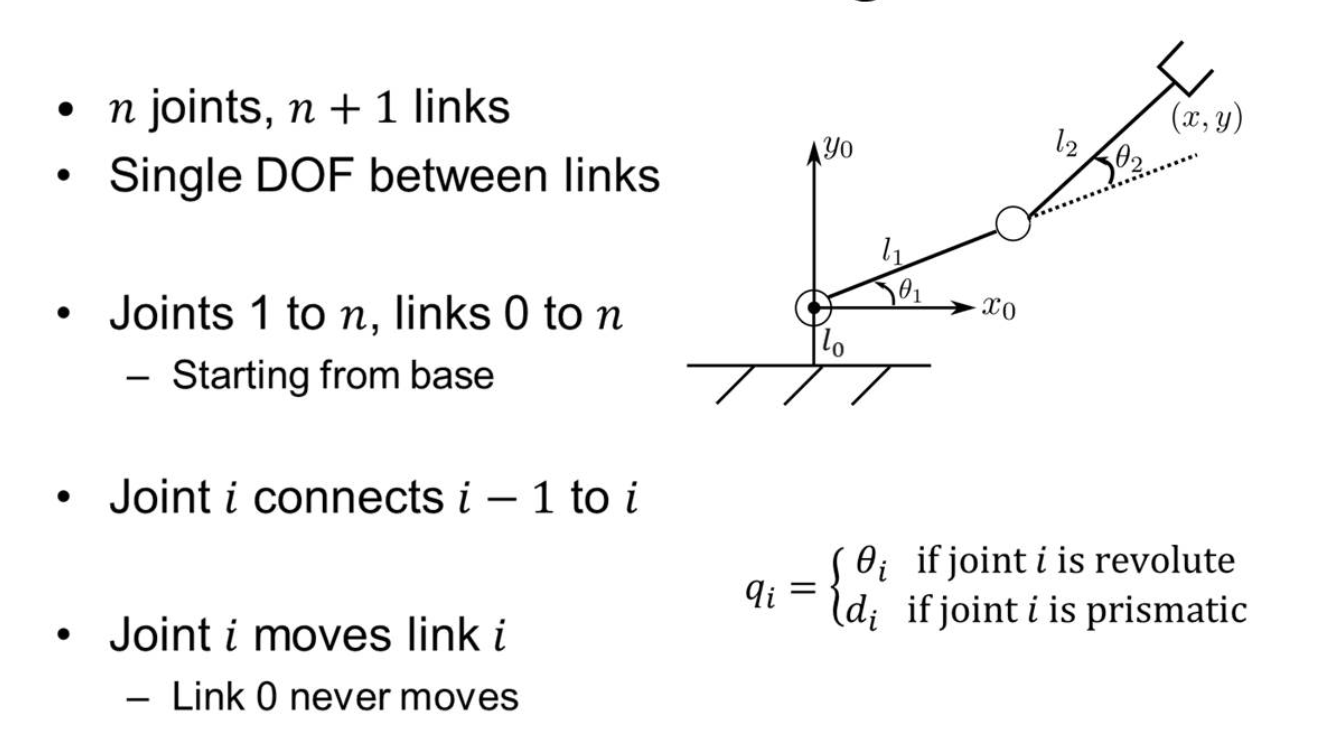 • n joints, n + 1 links
• Single DOF between links
• Joints 1 to n, links 0 to n
– Starting from base
• Joint i connects i − 1 to i
• Joint i moves link i
– Link 0 never moves
(x, y)
l₂
θ₂
y₀
l₁
θ₁
x₀
l₀
qᵢ = { θᵢ if joint i is revolute
dᵢ if joint i is prismatic